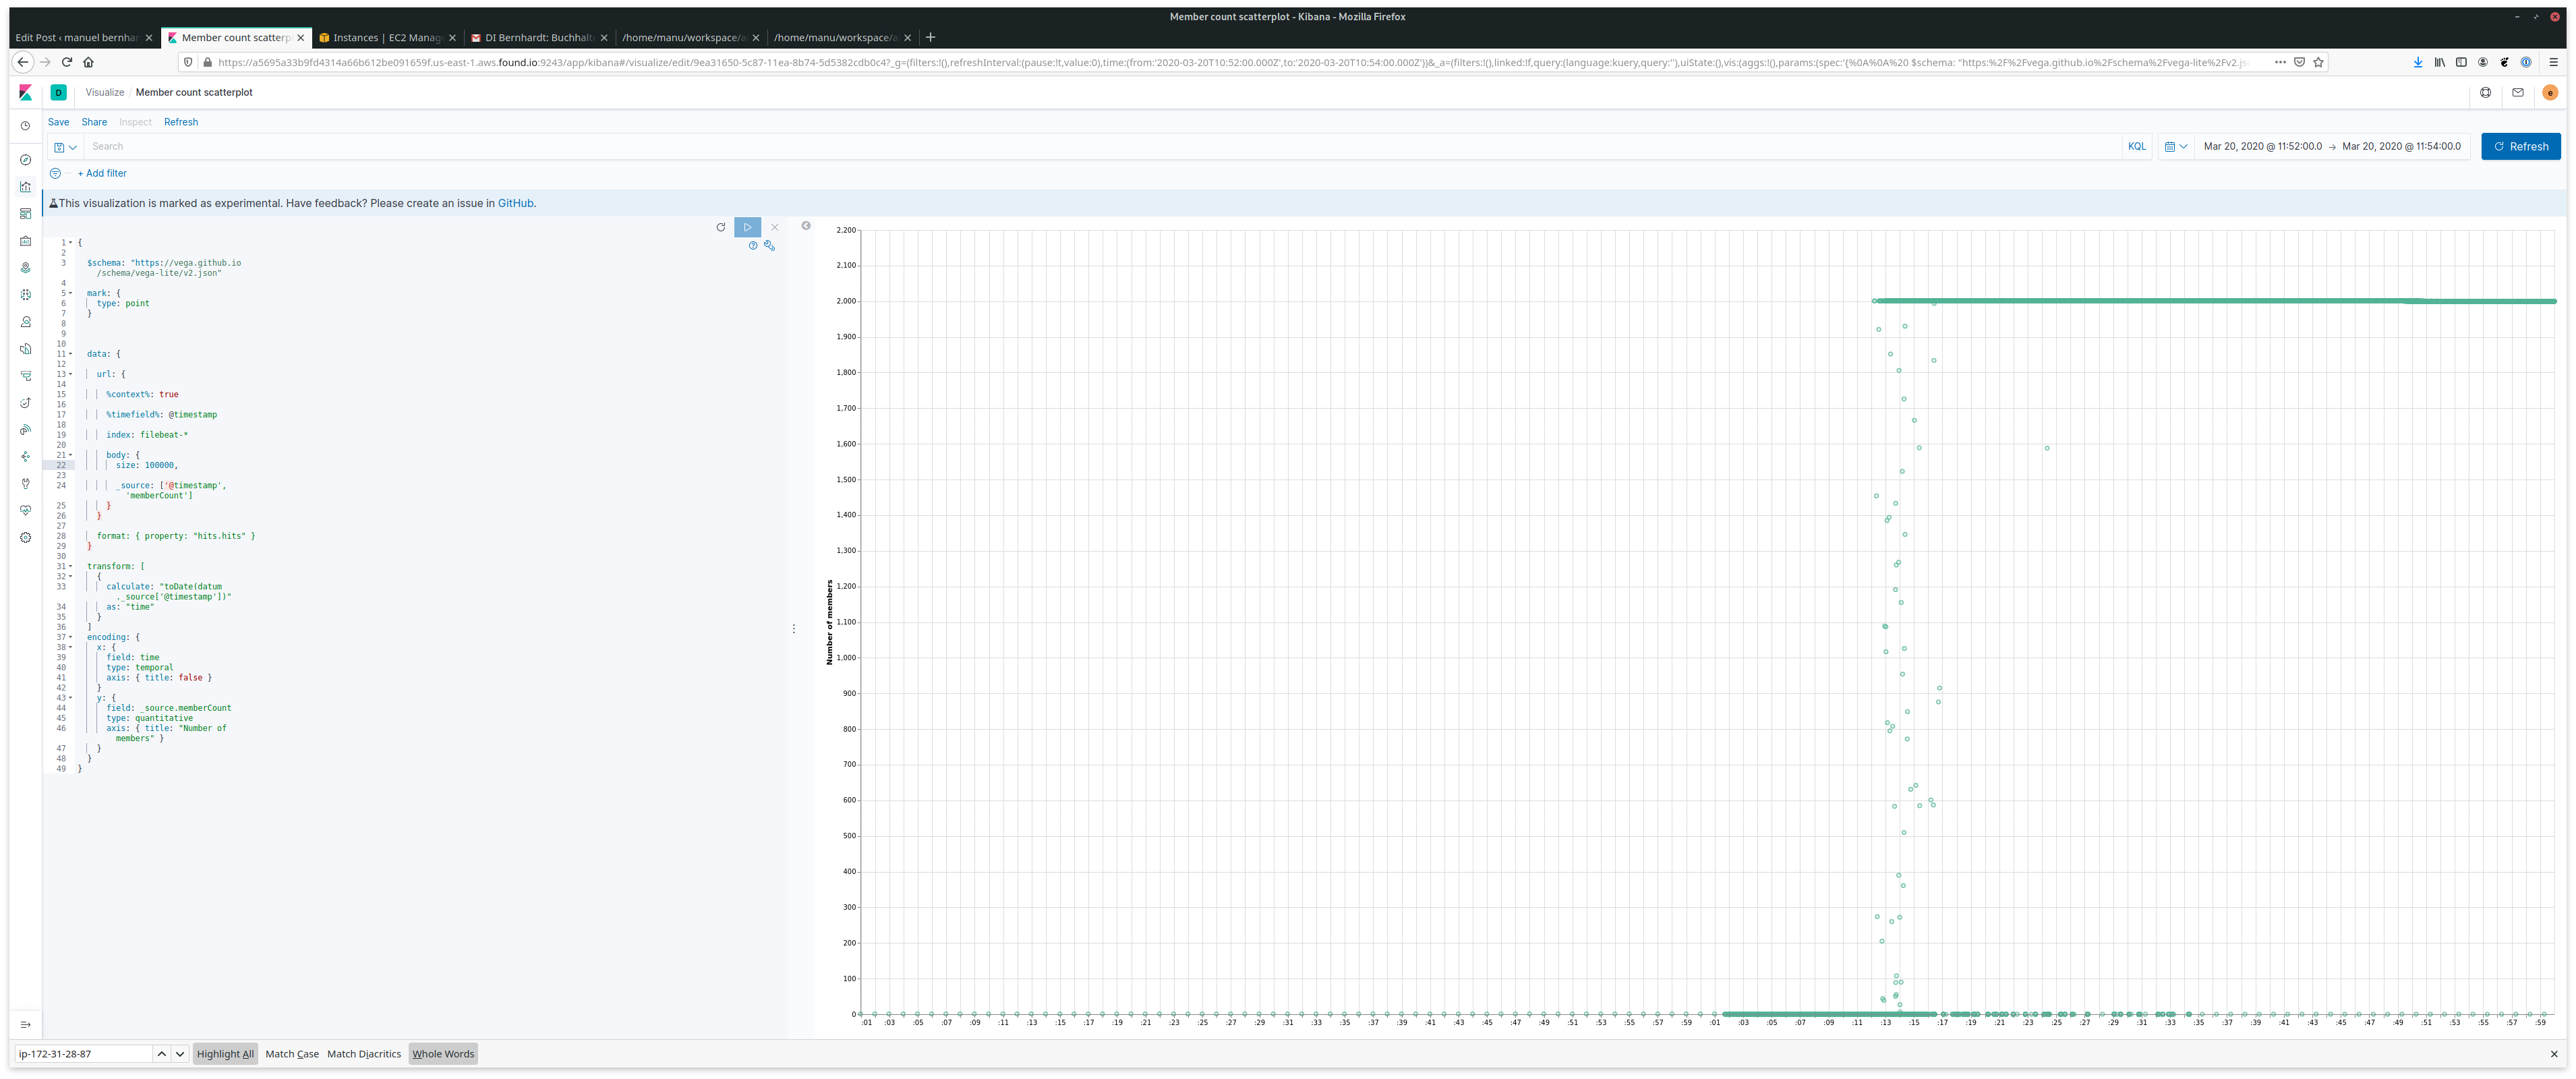 Member count scatterplot - Kibana - Mozilla Firefox
Edit Post ‹ manuel bernhar
Member count scatterp
Instances | EC2 Manag
DI Bernhardt: Buchhalt
/home/manu/workspace/a
/home/manu/workspace/a
https://a5695a33b9fd4314a66b612be091659f.us-east-1.aws.found.io:9243/app/kibana#/visualize/edit/9ea31650-5c87-11ea-8b74-5d5382cdb0c4?_g=(filters:!(),refreshInterval:(pause:!t,value:0),time:(from:'2020-03-20T10:52:00.000Z',to:'2020-03-20T10:54:00.000Z'))&_a=(filters:!(),linked:!f,query:(language:kuery,query:''),uiState:(),vis:(aggs:!(),params:(spec:'{%0A%0A%20 $schema: "https:%2F%2Fvega.github.io%2Fschema%2Fvega-lite%2Fv2.js
D
Visualize / Member count scatterplot
e
Save Share Inspect Refresh
Search
KQL
Mar 20, 2020 @ 11:52:00.0 → Mar 20, 2020 @ 11:54:00.0
Refresh
+ Add filter
This visualization is marked as experimental. Have feedback? Please create an issue in GitHub.
1 {
2
3 $schema: "https://vega.github.io
/schema/vega-lite/v2.json"
4
5 mark: {
6 type: point
7 }
8
9
10
11 data: {
12
13 url: {
14
15 %context%: true
16
17 %timefield%: @timestamp
18
19 index: filebeat-*
20
21 body: {
22 size: 100000,
23
24 _source: ['@timestamp',
'memberCount']
25 }
26 }
27
28 format: { property: "hits.hits" }
29 }
30
31 transform: [
32 {
33 calculate: "toDate(datum
._source['@timestamp'])"
34 as: "time"
35 }
36 ]
37 encoding: {
38 x: {
39 field: time
40 type: temporal
41 axis: { title: false }
42 }
43 y: {
44 field: _source.memberCount
45 type: quantitative
46 axis: { title: "Number of
members" }
47 }
48 }
49 }
Number of members
2,200
2,100
2,000
1,900
1,800
1,700
1,600
1,500
1,400
1,300
1,200
1,100
1,000
900
800
700
600
500
400
300
200
100
0
:01 :03 :05 :07 :09 :11 :13 :15 :17 :19 :21 :23 :25 :27 :29 :31 :33 :35 :37 :39 :41 :43 :45 :47 :49 :51 :53 :55 :57 :59 :01 :03 :05 :07 :09 :11 :13 :15 :17 :19 :21 :23 :25 :27 :29 :31 :33 :35 :37 :39 :41 :43 :45 :47 :49 :51 :53 :55 :57 :59
ip-172-31-28-87
Highlight All Match Case Match Diacritics Whole Words